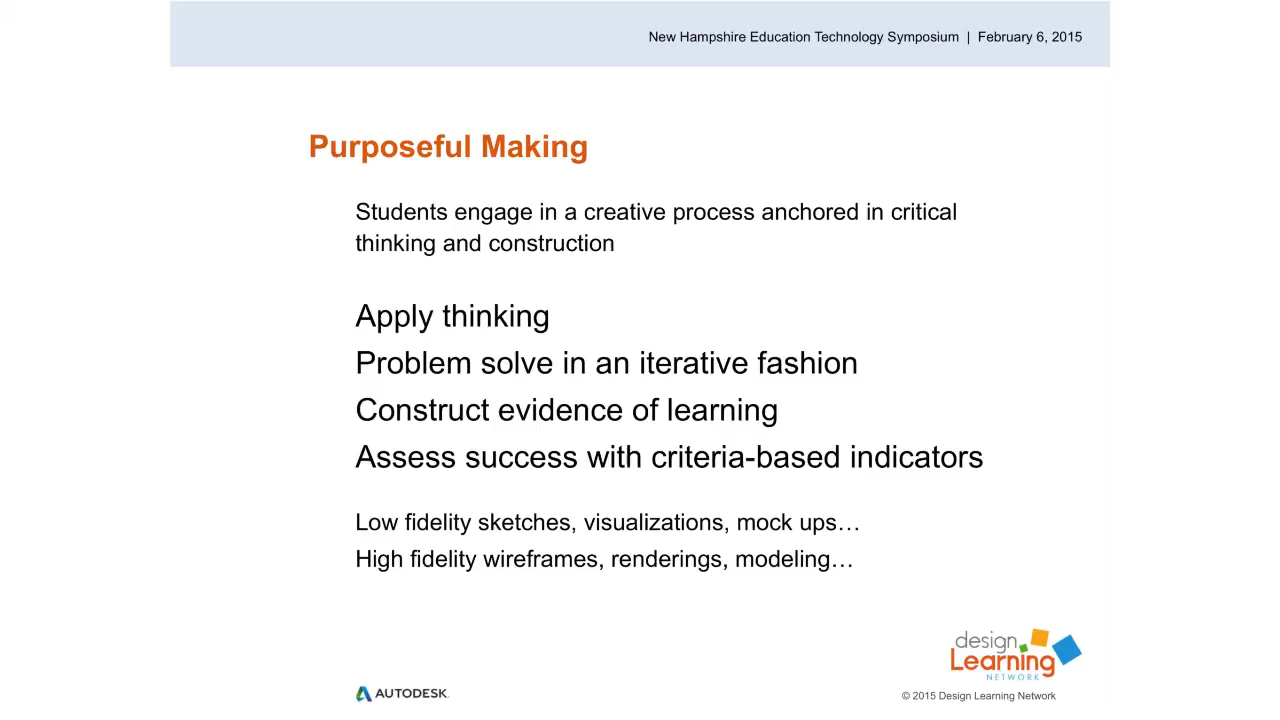 New Hampshire Education Technology Symposium | February 6, 2015
Purposeful Making
Students engage in a creative process anchored in critical
thinking and construction
Apply thinking
Problem solve in an iterative fashion
Construct evidence of learning
Assess success with criteria-based indicators
Low fidelity sketches, visualizations, mock ups…
High fidelity wireframes, renderings, modeling…
design
Learning
NETWORK
AUTODESK.
© 2015 Design Learning Network